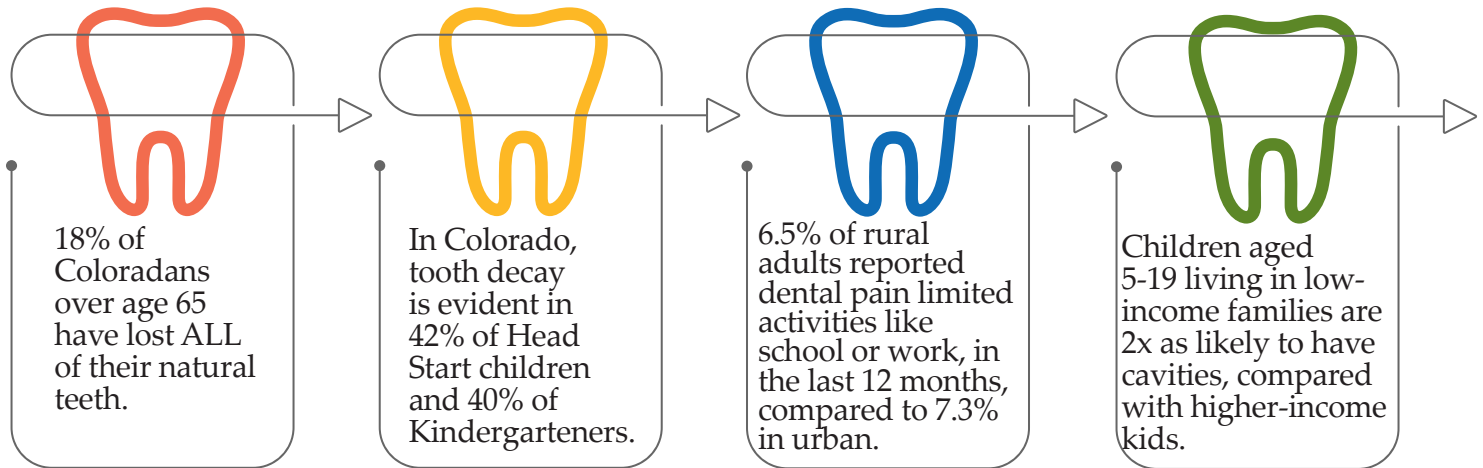 18% of
Coloradans
over age 65
have lost ALL
of their natural
teeth.
In Colorado,
tooth decay
is evident in
42% of Head
Start children
and 40% of
Kindergarteners.
6.5% of rural
adults reported
dental pain limited
activities like
school or work, in
the last 12 months,
compared to 7.3%
in urban.
Children aged
5-19 living in low-
income families are
2x as likely to have
cavities, compared
with higher-income
kids.